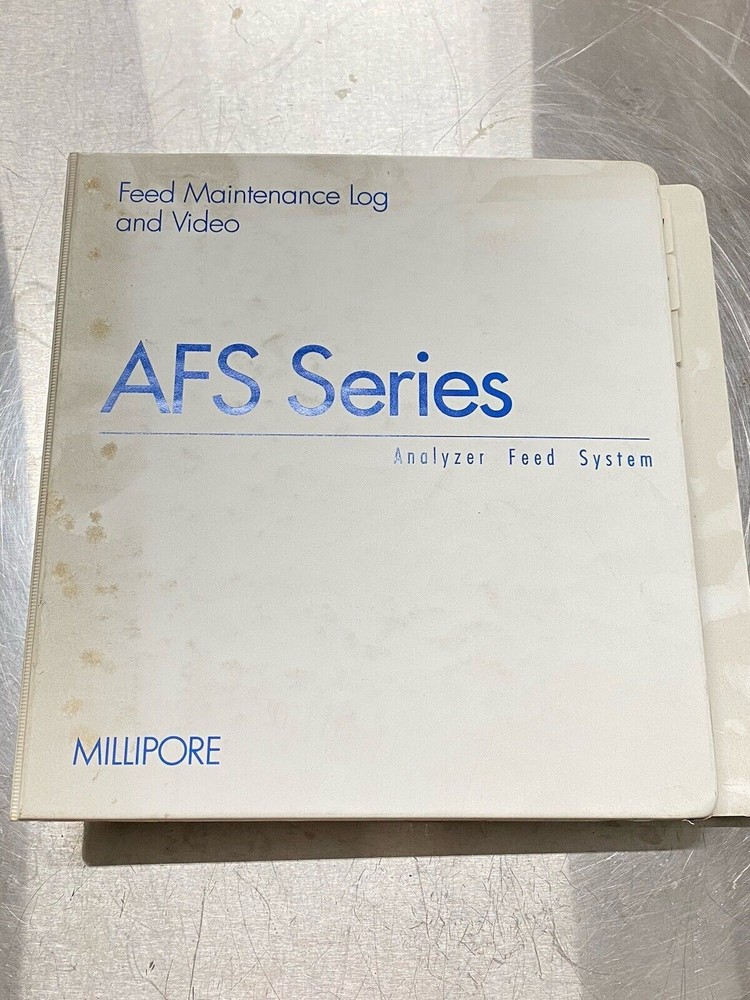 Feed Maintenance Log
and Video
AFS Series
Analyzer Feed System
MILLIPORE